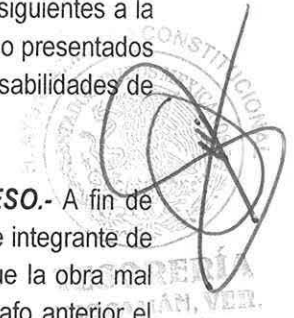 siguientes a la
o presentados
sabilidades de
ESO.- A fin de
e integrante de
ue la obra mal
afo anterior el